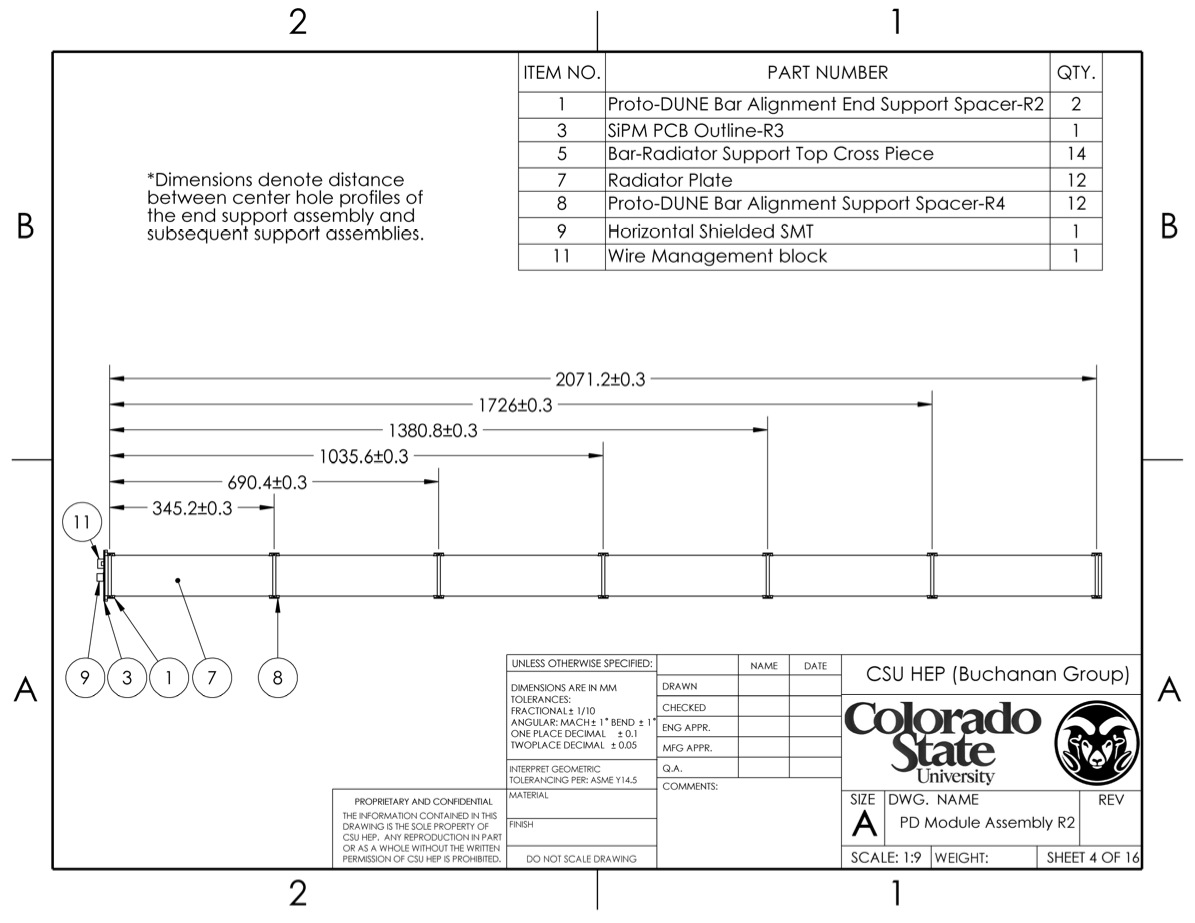 2
1
ITEM NO. PART NUMBER QTY.
1 Proto-DUNE Bar Alignment End Support Spacer-R2 2
3 SiPM PCB Outline-R3 1
5 Bar-Radiator Support Top Cross Piece 14
7 Radiator Plate 12
8 Proto-DUNE Bar Alignment Support Spacer-R4 12
9 Horizontal Shielded SMT 1
11 Wire Management block 1
*Dimensions denote distance
between center hole profiles of
the end support assembly and
subsequent support assemblies.
B
B
2071.2±0.3
1726±0.3
1380.8±0.3
1035.6±0.3
690.4±0.3
345.2±0.3
11
9 3 1 7 8
A
A
UNLESS OTHERWISE SPECIFIED:
DIMENSIONS ARE IN MM
TOLERANCES:
FRACTIONAL± 1/10
ANGULAR: MACH± 1° BEND ± 1°
ONE PLACE DECIMAL ± 0.1
TWOPLACE DECIMAL ± 0.05
INTERPRET GEOMETRIC
TOLERANCING PER: ASME Y14.5
MATERIAL
FINISH
DO NOT SCALE DRAWING
NAME DATE
DRAWN
CHECKED
ENG APPR.
MFG APPR.
Q.A.
COMMENTS:
CSU HEP (Buchanan Group)
Colorado
State
University
SIZE DWG. NAME REV
A PD Module Assembly R2
SCALE: 1:9 WEIGHT: SHEET 4 OF 16
PROPRIETARY AND CONFIDENTIAL
THE INFORMATION CONTAINED IN THIS
DRAWING IS THE SOLE PROPERTY OF
CSU HEP. ANY REPRODUCTION IN PART
OR AS A WHOLE WITHOUT THE WRITTEN
PERMISSION OF CSU HEP IS PROHIBITED.
2
1